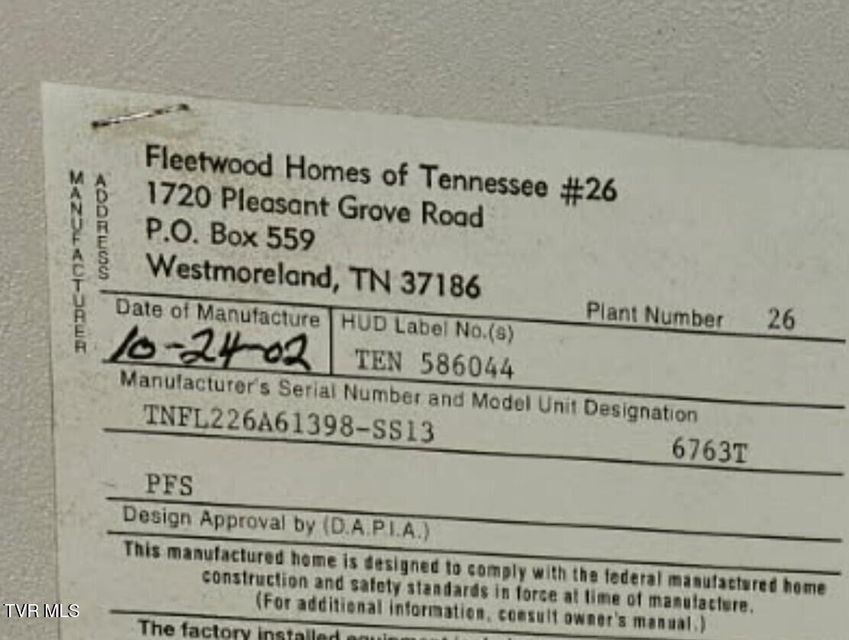 Fleetwood Homes of Tennessee #26
1720 Pleasant Grove Road
P.O. Box 559
Westmoreland, TN 37186
MANUFACTURER
ADDRESS
Plant Number 26
Date of Manufacture
10-24-02
HUD Label No.(s)
TEN 586044
Manufacturer's Serial Number and Model Unit Designation
TNFL226A61398-SS13 6763T
PFS
Design Approval by (D.A.P.I.A.)
This manufactured home is designed to comply with the federal manufactured home
construction and safety standards in force at time of manufacture.
(For additional information, consult owner's manual.)
The factory installed
TVR MLS